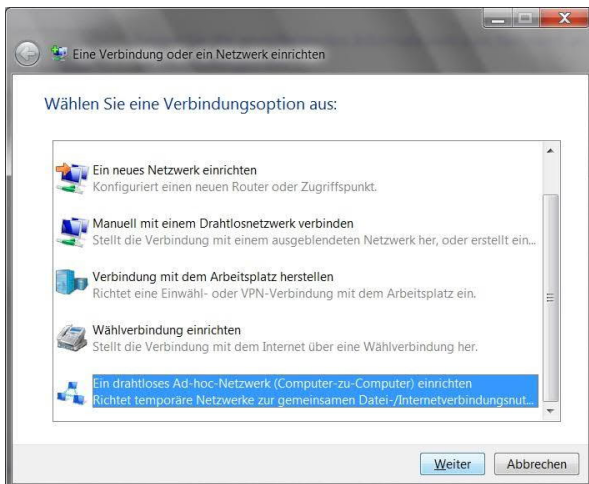 Eine Verbindung oder ein Netzwerk einrichten
Wählen Sie eine Verbindungsoption aus:
Ein neues Netzwerk einrichten
Konfiguriert einen neuen Router oder Zugriffspunkt.
Manuell mit einem Drahtlosnetzwerk verbinden
Stellt die Verbindung mit einem ausgeblendeten Netzwerk her, oder erstellt ein...
Verbindung mit dem Arbeitsplatz herstellen
Richtet eine Einwähl- oder VPN-Verbindung mit dem Arbeitsplatz ein.
Wählverbindung einrichten
Stellt die Verbindung mit dem Internet über eine Wählverbindung her.
Ein drahtloses Ad-hoc-Netzwerk (Computer-zu-Computer) einrichten
Richtet temporäre Netzwerke zur gemeinsamen Datei-/Internetverbindungsnut...
Weiter Abbrechen